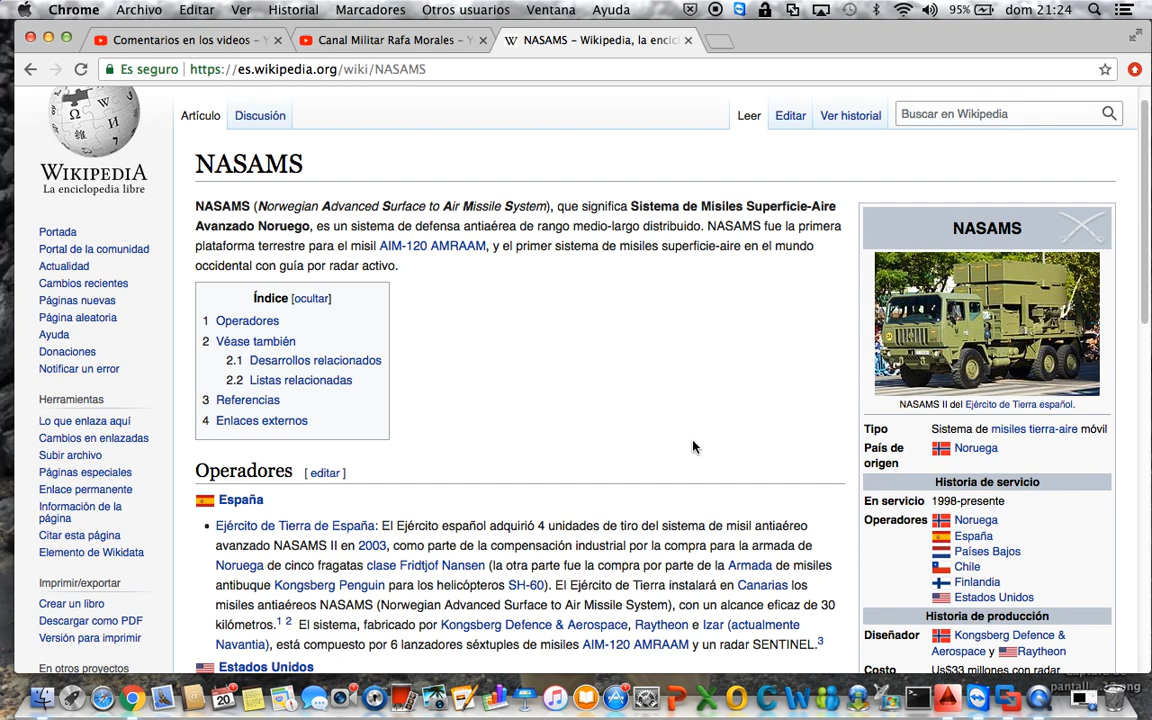 Chrome Archivo Editar Ver Historial Marcadores Otros usuarios Ventana Ayuda 95% dom 21:24
Comentarios en los videos – Y Canal Militar Rafa Morales – Y NASAMS – Wikipedia, la encicl
Es seguro https://es.wikipedia.org/wiki/NASAMS
Artículo Discusión Leer Editar Ver historial Buscar en Wikipedia
WIKIPEDIA
La enciclopedia libre
Portada
Portal de la comunidad
Actualidad
Cambios recientes
Páginas nuevas
Página aleatoria
Ayuda
Donaciones
Notificar un error
Herramientas
Lo que enlaza aquí
Cambios en enlazadas
Subir archivo
Páginas especiales
Enlace permanente
Información de la
página
Citar esta página
Elemento de Wikidata
Imprimir/exportar
Crear un libro
Descargar como PDF
Versión para imprimir
En otros proyectos
NASAMS
NASAMS (Norwegian Advanced Surface to Air Missile System), que significa Sistema de Misiles Superficie-Aire
Avanzado Noruego, es un sistema de defensa antiaérea de rango medio-largo distribuido. NASAMS fue la primera
plataforma terrestre para el misil AIM-120 AMRAAM, y el primer sistema de misiles superficie-aire en el mundo
occidental con guía por radar activo.
Índice [ocultar]
1 Operadores
2 Véase también
2.1 Desarrollos relacionados
2.2 Listas relacionadas
3 Referencias
4 Enlaces externos
Operadores [ editar ]
España
• Ejército de Tierra de España: El Ejército español adquirió 4 unidades de tiro del sistema de misil antiaéreo
avanzado NASAMS II en 2003, como parte de la compensación industrial por la compra para la armada de
Noruega de cinco fragatas clase Fridtjof Nansen (la otra parte fue la compra por parte de la Armada de misiles
antibuque Kongsberg Penguin para los helicópteros SH-60). El Ejército de Tierra instalará en Canarias los
misiles antiaéreos NASAMS (Norwegian Advanced Surface to Air Missile System), con un alcance eficaz de 30
kilómetros.1 2 El sistema, fabricado por Kongsberg Defence & Aerospace, Raytheon e Izar (actualmente
Navantia), está compuesto por 6 lanzadores séxtuples de misiles AIM-120 AMRAAM y un radar SENTINEL.3
Estados Unidos
NASAMS
NASAMS II del Ejército de Tierra español.
Tipo Sistema de misiles tierra-aire móvil
País de Noruega
origen
Historia de servicio
En servicio 1998-presente
Operadores Noruega
España
Países Bajos
Chile
Finlandia
Estados Unidos
Historia de producción
Diseñador Kongsberg Defence &
Aerospace y Raytheon
Costo Us$33 millones con radar
20